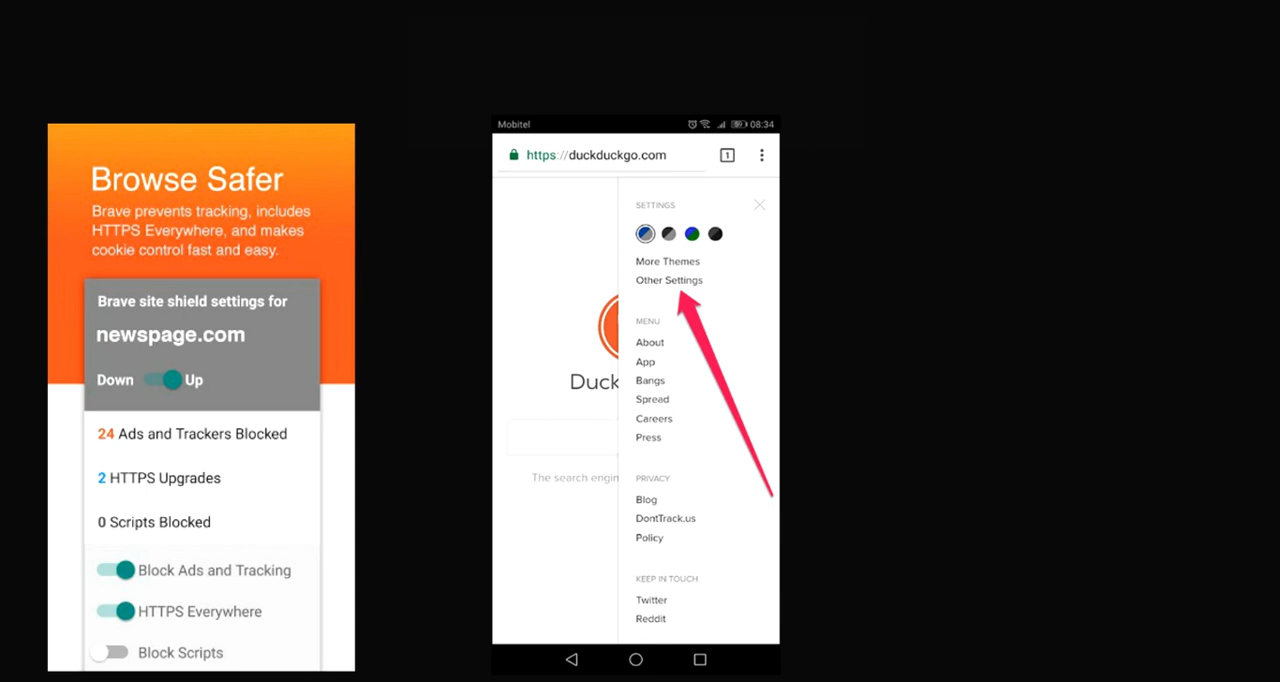 Browse Safer
Brave prevents tracking, includes
HTTPS Everywhere, and makes
cookie control fast and easy.
Brave site shield settings for
newspage.com
Down Up
24 Ads and Trackers Blocked
2 HTTPS Upgrades
0 Scripts Blocked
Block Ads and Tracking
HTTPS Everywhere
Block Scripts
Mobitel
08:34
https://duckduckgo.com
1
SETTINGS
More Themes
Other Settings
MENU
About
App
Bangs
Spread
Careers
Press
PRIVACY
Blog
DontTrack.us
Policy
KEEP IN TOUCH
Twitter
Reddit
Duck
The search engin